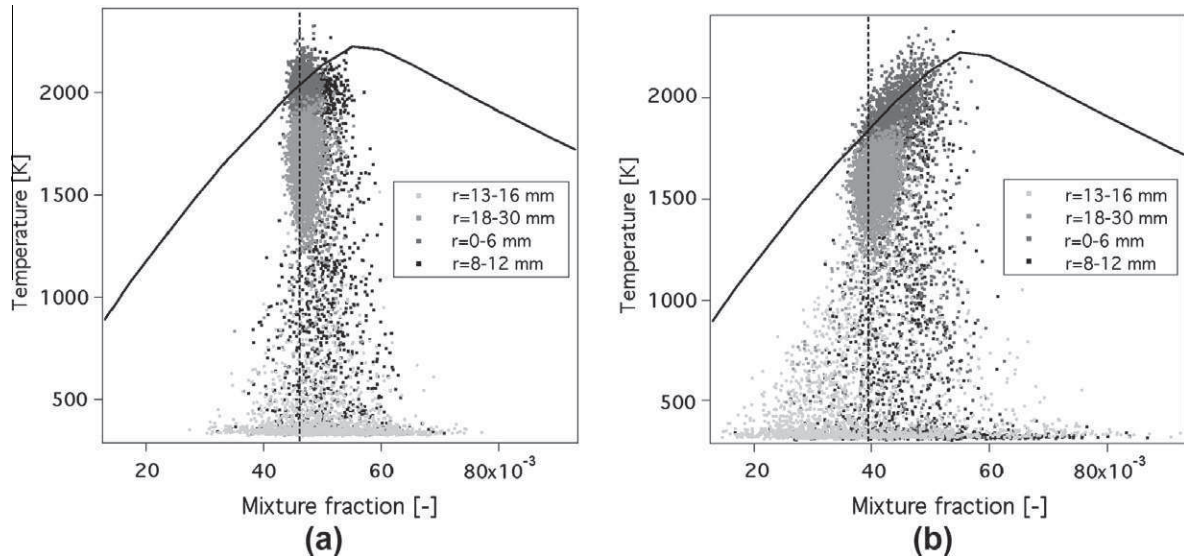 2000
1500
1000
500
Temperature [K]
r=13-16 mm
r=18-30 mm
r=0-6 mm
r=8-12 mm
20
40
60
80x10⁻³
Mixture fraction [-]
(a)
2000
1500
1000
500
Temperature [K]
r=13-16 mm
r=18-30 mm
r=0-6 mm
r=8-12 mm
20
40
60
80x10⁻³
Mixture fraction [-]
(b)